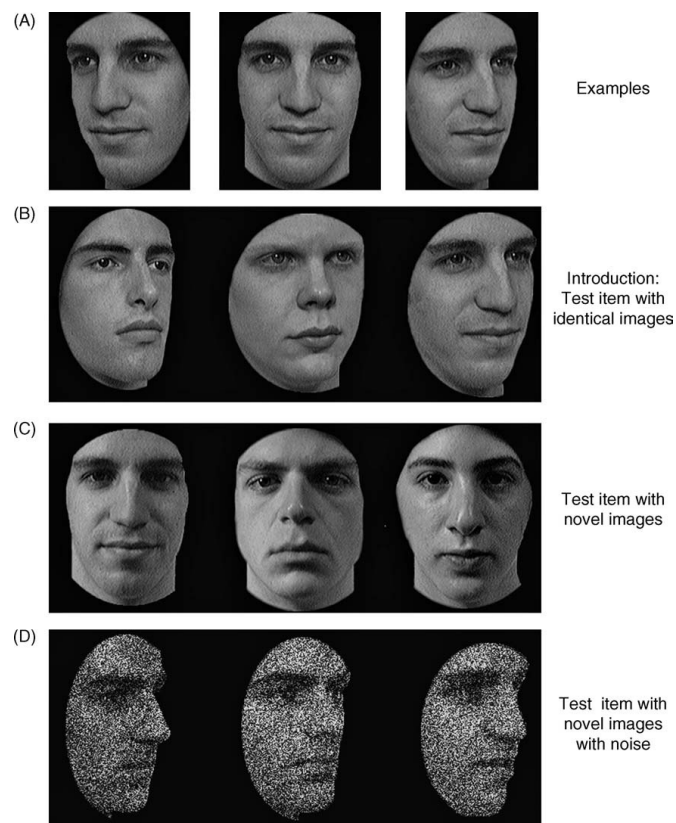 (A)
Examples
(B)
Introduction:
Test item with
identical images
(C)
Test item with
novel images
(D)
Test item with
novel images
with noise